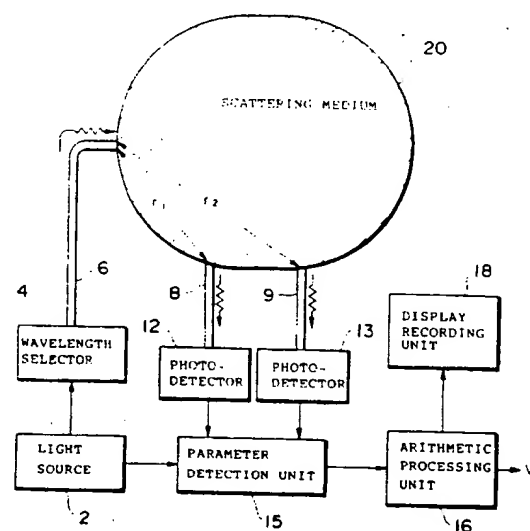 20
SCATTERING MEDIUM
r1
r2
4
6
8
9
18
12
13
WAVELENGTH
SELECTOR
PHOTO-
DETECTOR
PHOTO-
DETECTOR
DISPLAY
RECORDING
UNIT
LIGHT
SOURCE
PARAMETER
DETECTION UNIT
ARITHMETIC
PROCESSING
UNIT
2
15
16